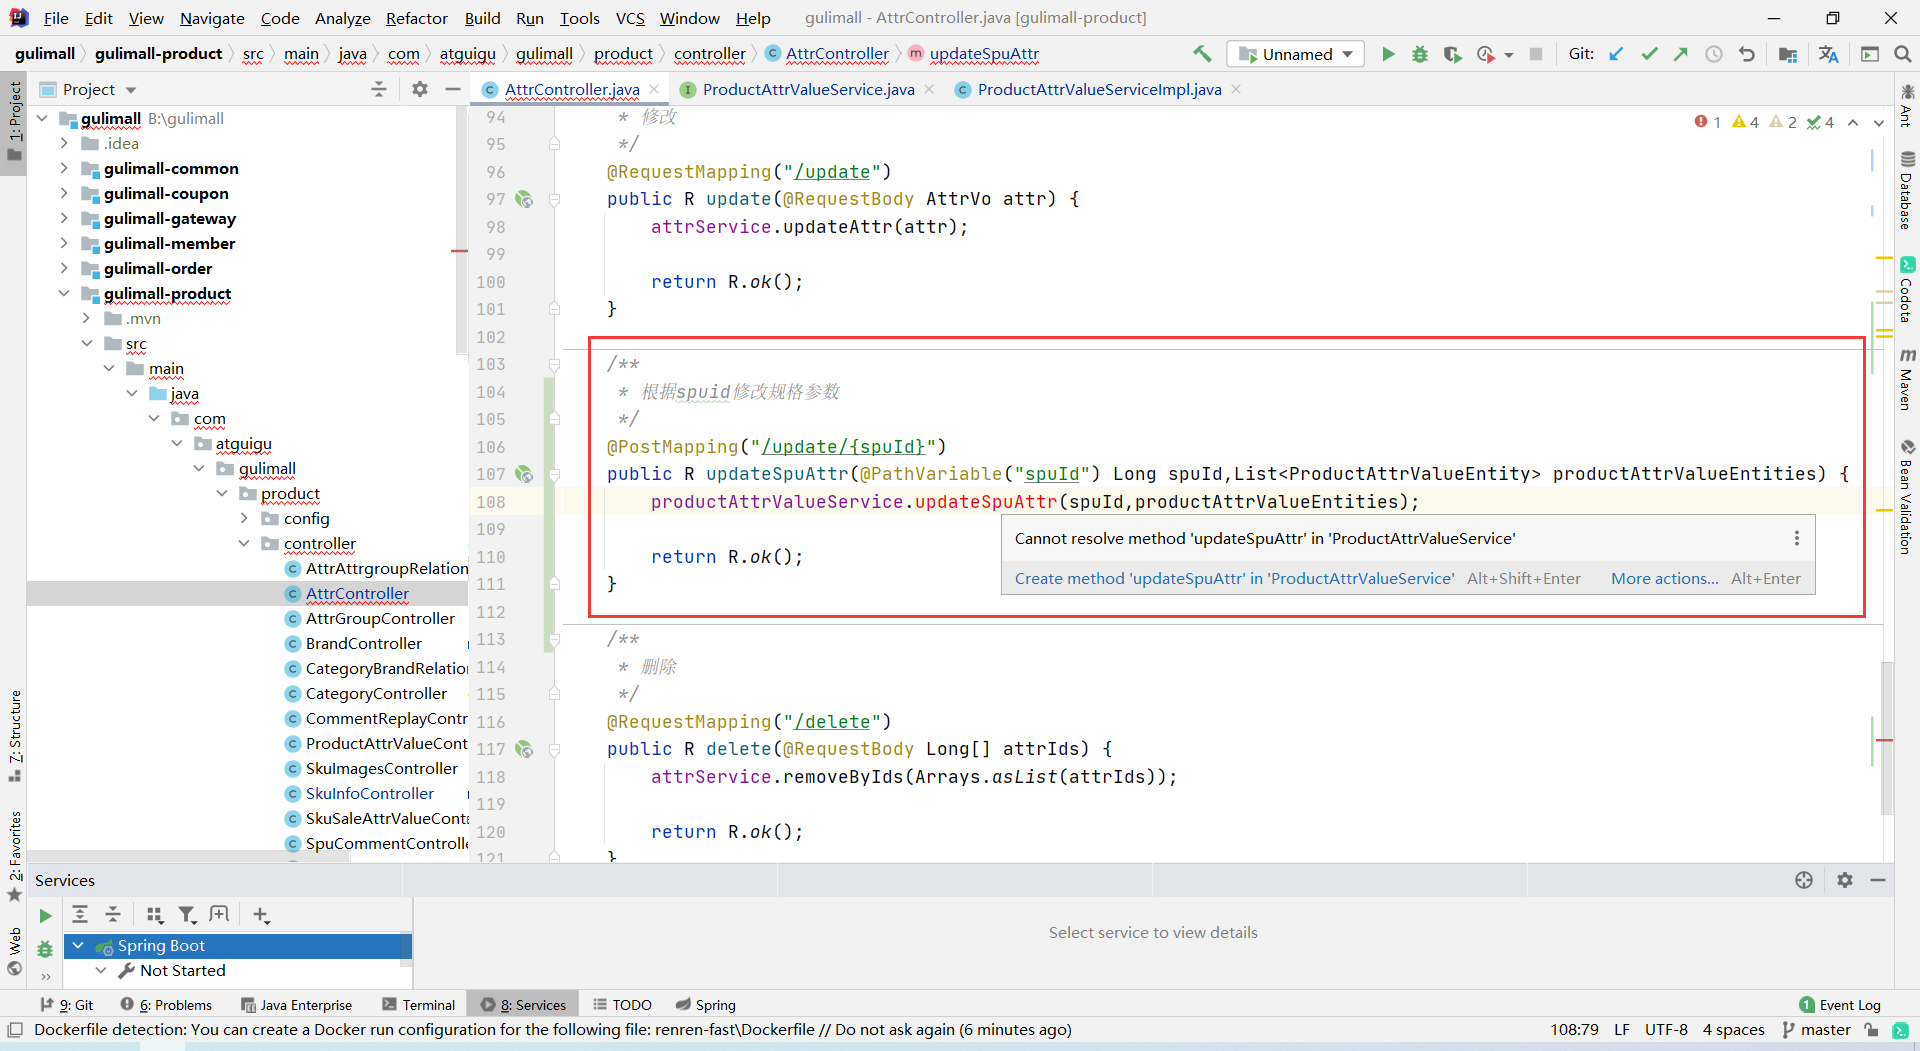 File Edit View Navigate Code Analyze Refactor Build Run Tools VCS Window Help gulimall - AttrController.java [gulimall-product]
gulimall gulimall-product src main java com atguigu gulimall product controller AttrController updateSpuAttr Unnamed Git:
Project AttrController.java ProductAttrValueService.java ProductAttrValueServiceImpl.java
1: Project
7: Structure
2: Favorites
Web
gulimall B:\gulimall
.idea
gulimall-common
gulimall-coupon
gulimall-gateway
gulimall-member
gulimall-order
gulimall-product
.mvn
src
main
java
com
atguigu
gulimall
product
config
controller
AttrAttrgroupRelation
AttrController
AttrGroupController
BrandController
CategoryBrandRelatio
CategoryController
CommentReplayContr
ProductAttrValueCont
SkuImagesController
SkuInfoController
SkuSaleAttrValueConta
SpuCommentControlle
1 4 2 4
94 * 修改
95 */
96 @RequestMapping("/update")
97 public R update(@RequestBody AttrVo attr) {
98 attrService.updateAttr(attr);
99
100 return R.ok();
101 }
102
103 /**
104 * 根据spuid修改规格参数
105 */
106 @PostMapping("/update/{spuId}")
107 public R updateSpuAttr(@PathVariable("spuId") Long spuId,List<ProductAttrValueEntity> productAttrValueEntities) {
108 productAttrValueService.updateSpuAttr(spuId,productAttrValueEntities);
109
Cannot resolve method 'updateSpuAttr' in 'ProductAttrValueService'
110 return R.ok();
Create method 'updateSpuAttr' in 'ProductAttrValueService' Alt+Shift+Enter More actions... Alt+Enter
111 }
112
113 /**
114 * 删除
115 */
116 @RequestMapping("/delete")
117 public R delete(@RequestBody Long[] attrIds) {
118 attrService.removeByIds(Arrays.asList(attrIds));
119
120 return R.ok();
121 }
Ant
Database
Codota
Maven
Bean Validation
Services
Spring Boot
Not Started
Select service to view details
9: Git 6: Problems Java Enterprise Terminal 8: Services TODO Spring 1 Event Log
Dockerfile detection: You can create a Docker run configuration for the following file: renren-fast\Dockerfile // Do not ask again (6 minutes ago) 108:79 LF UTF-8 4 spaces master